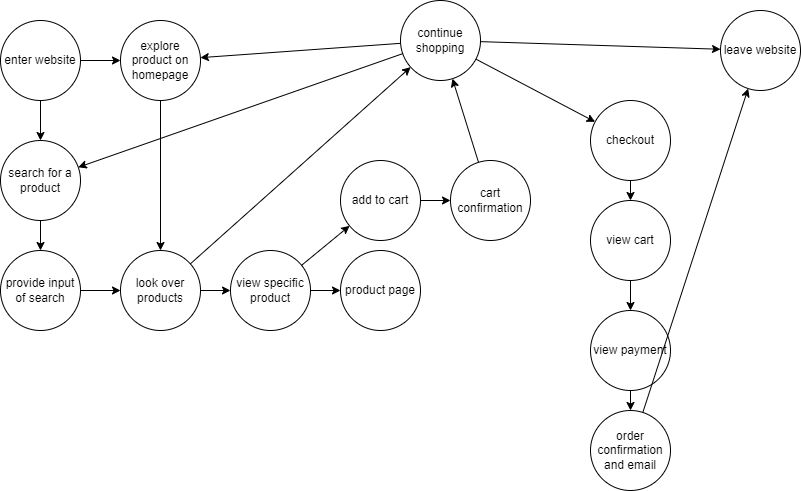 enter website
explore
product on
homepage
continue
shopping
leave website
search for a
product
add to cart
cart
confirmation
checkout
view cart
provide input
of search
look over
products
view specific
product
product page
view payment
order
confirmation
and email